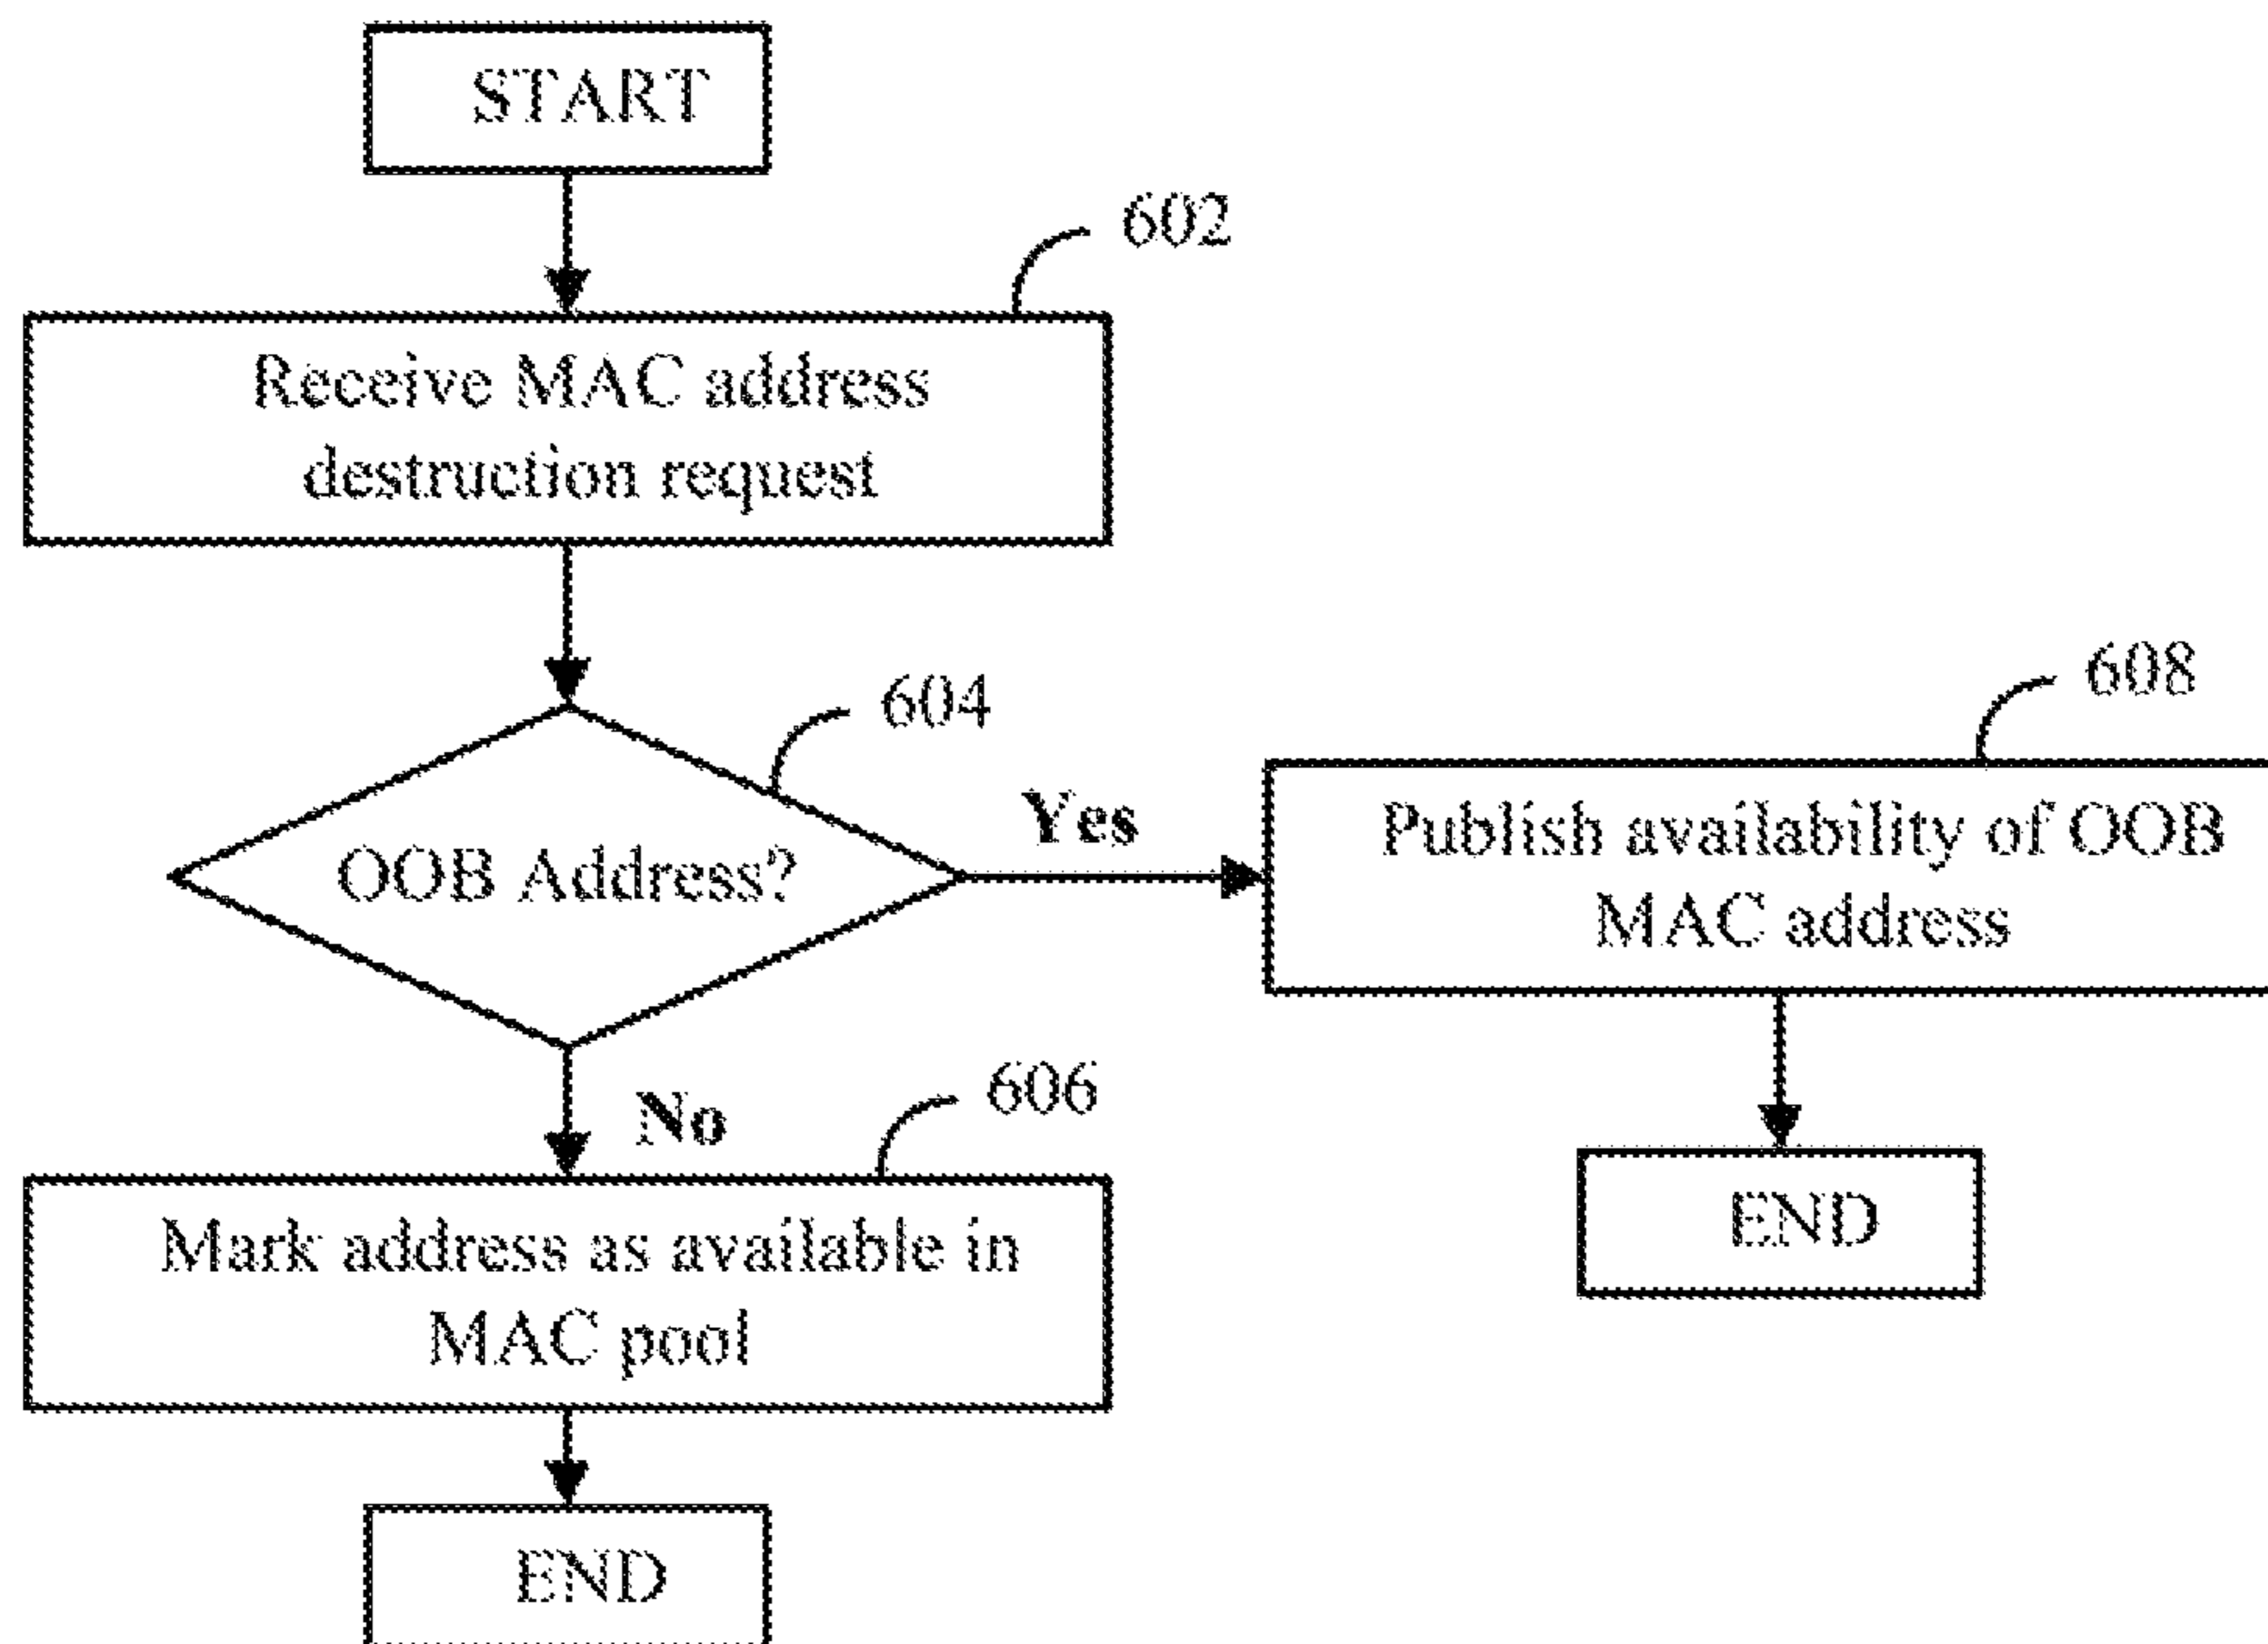 START
602
Receive MAC address
destruction request
604
OOB Address?
Yes
608
Publish availability of OOB
MAC address
END
No
606
Mark address as available in
MAC pool
END